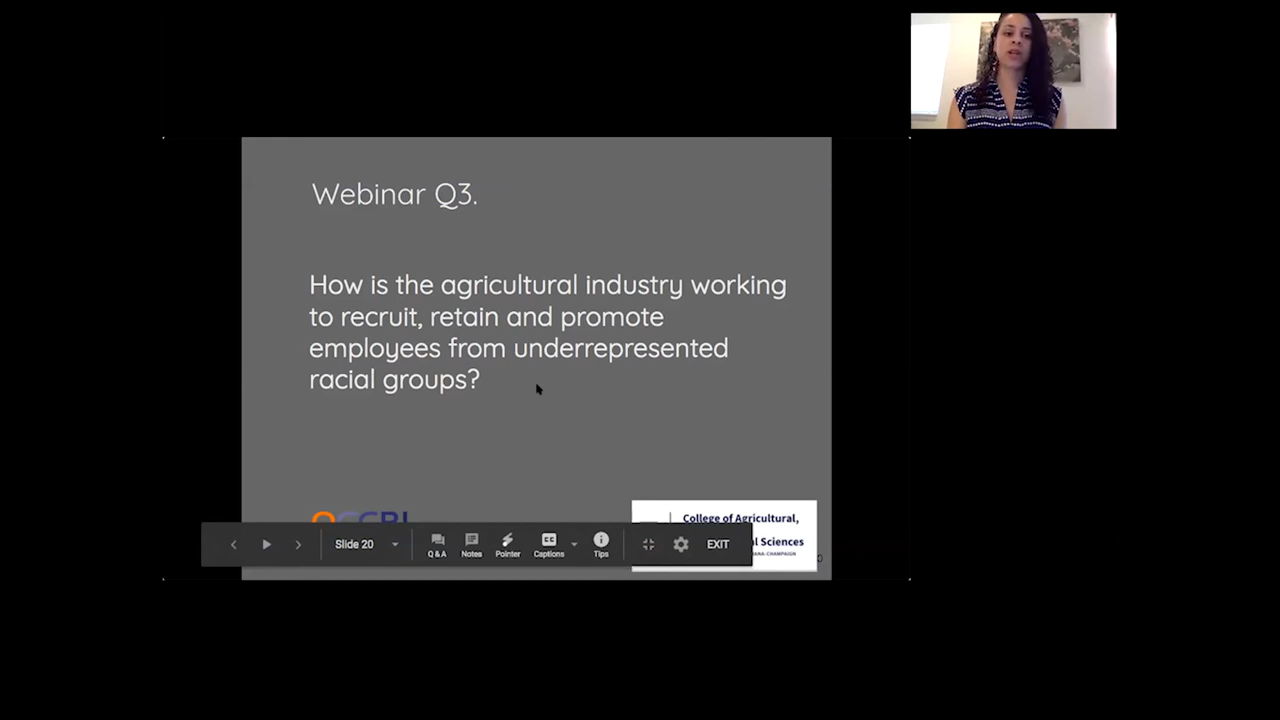 Webinar Q3.
How is the agricultural industry working
to recruit, retain and promote
employees from underrepresented
racial groups?
College of Agricultural,
Sciences
Slide 20
Q & A
Notes
Pointer
CC
Captions
Tips
EXIT